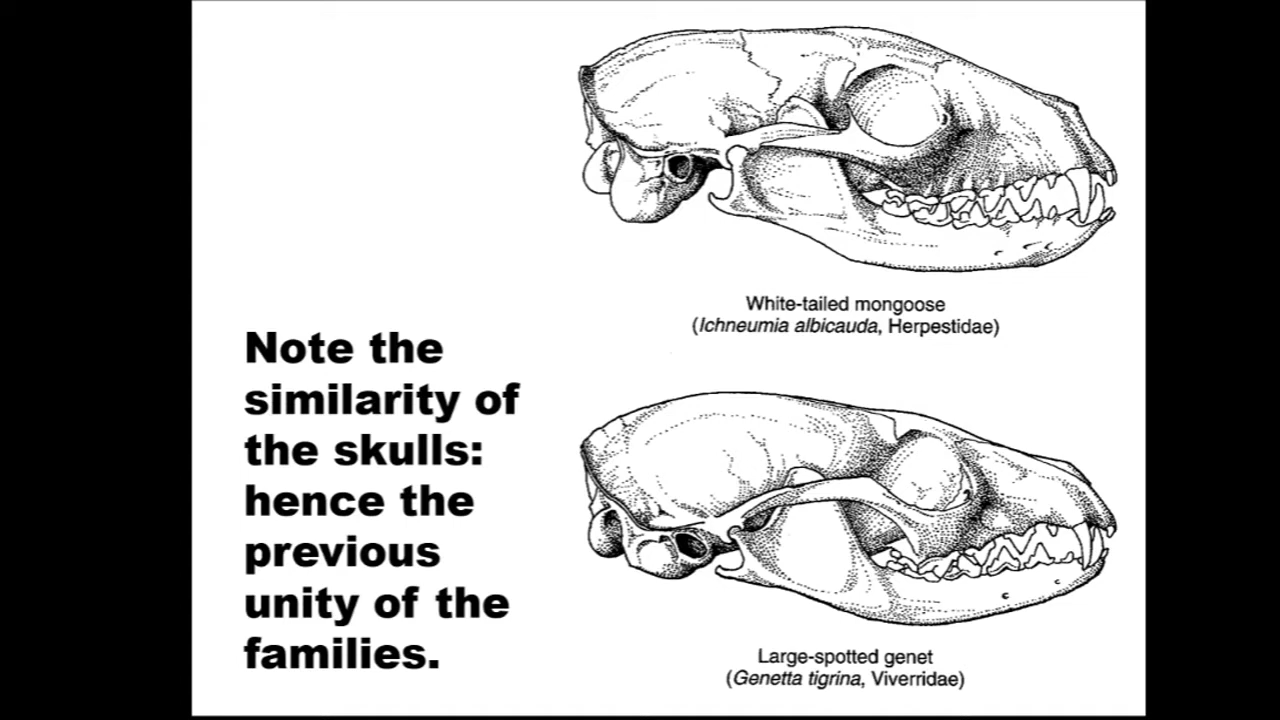 Note the
similarity of
the skulls:
hence the
previous
unity of the
families.
White-tailed mongoose
(Ichneumia albicauda, Herpestidae)
Large-spotted genet
(Genetta tigrina, Viverridae)